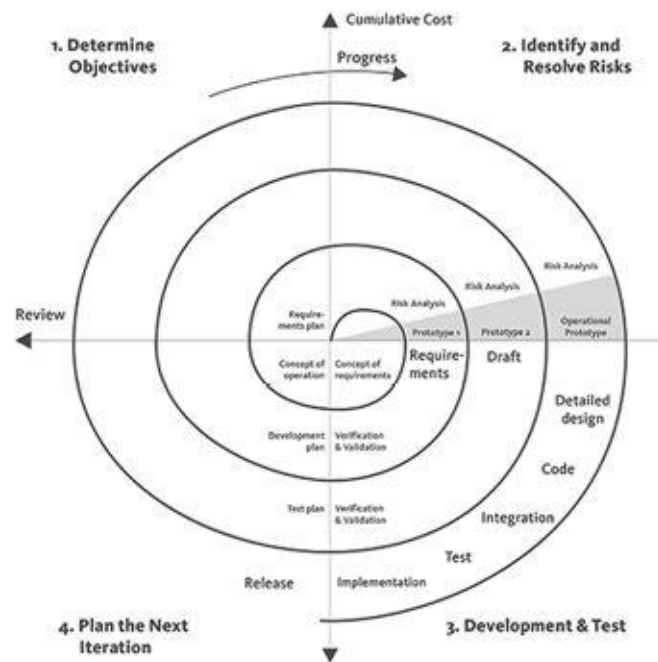 Cumulative Cost
1. Determine
Objectives
Progress
2. Identify and
Resolve Risks
Risk Analysis
Risk Analysis
Risk Analysis
Review
Require-
ments plan
Prototype 1
Prototype 2
Operational
Prototype
Concept of
operation
Concept of
requirements
Require-
ments
Draft
Detailed
design
Development
plan
Verification
& Validation
Code
Test plan
Verification
& Validation
Integration
Test
Release
Implementation
4. Plan the Next
Iteration
3. Development & Test